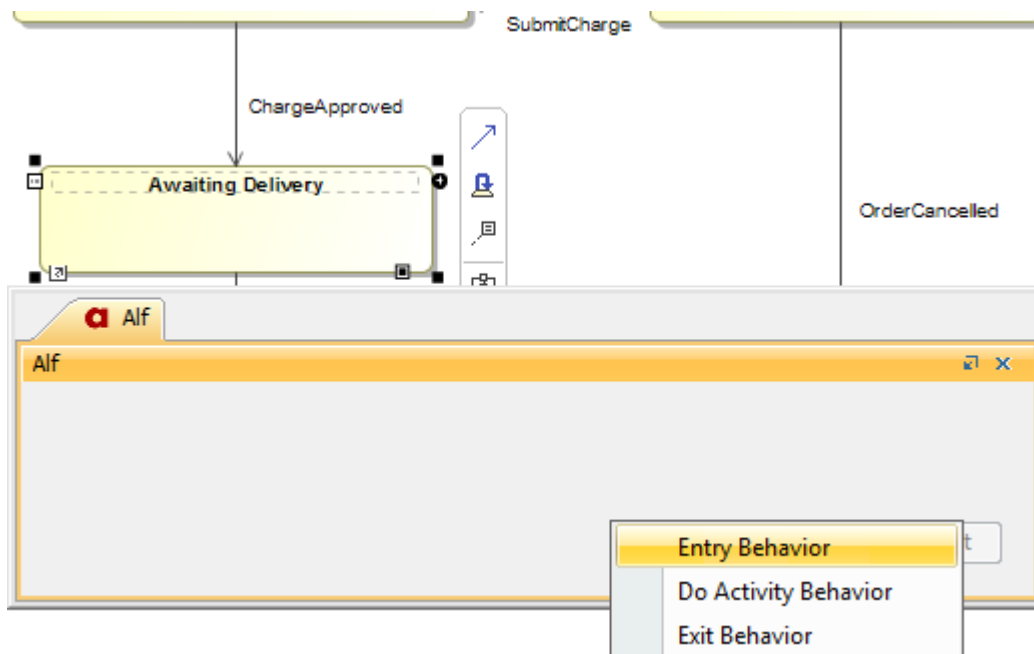 SubmitCharge
ChargeApproved
Awaiting Delivery
OrderCancelled
a Alf
Alf
Entry Behavior
t
Do Activity Behavior
Exit Behavior